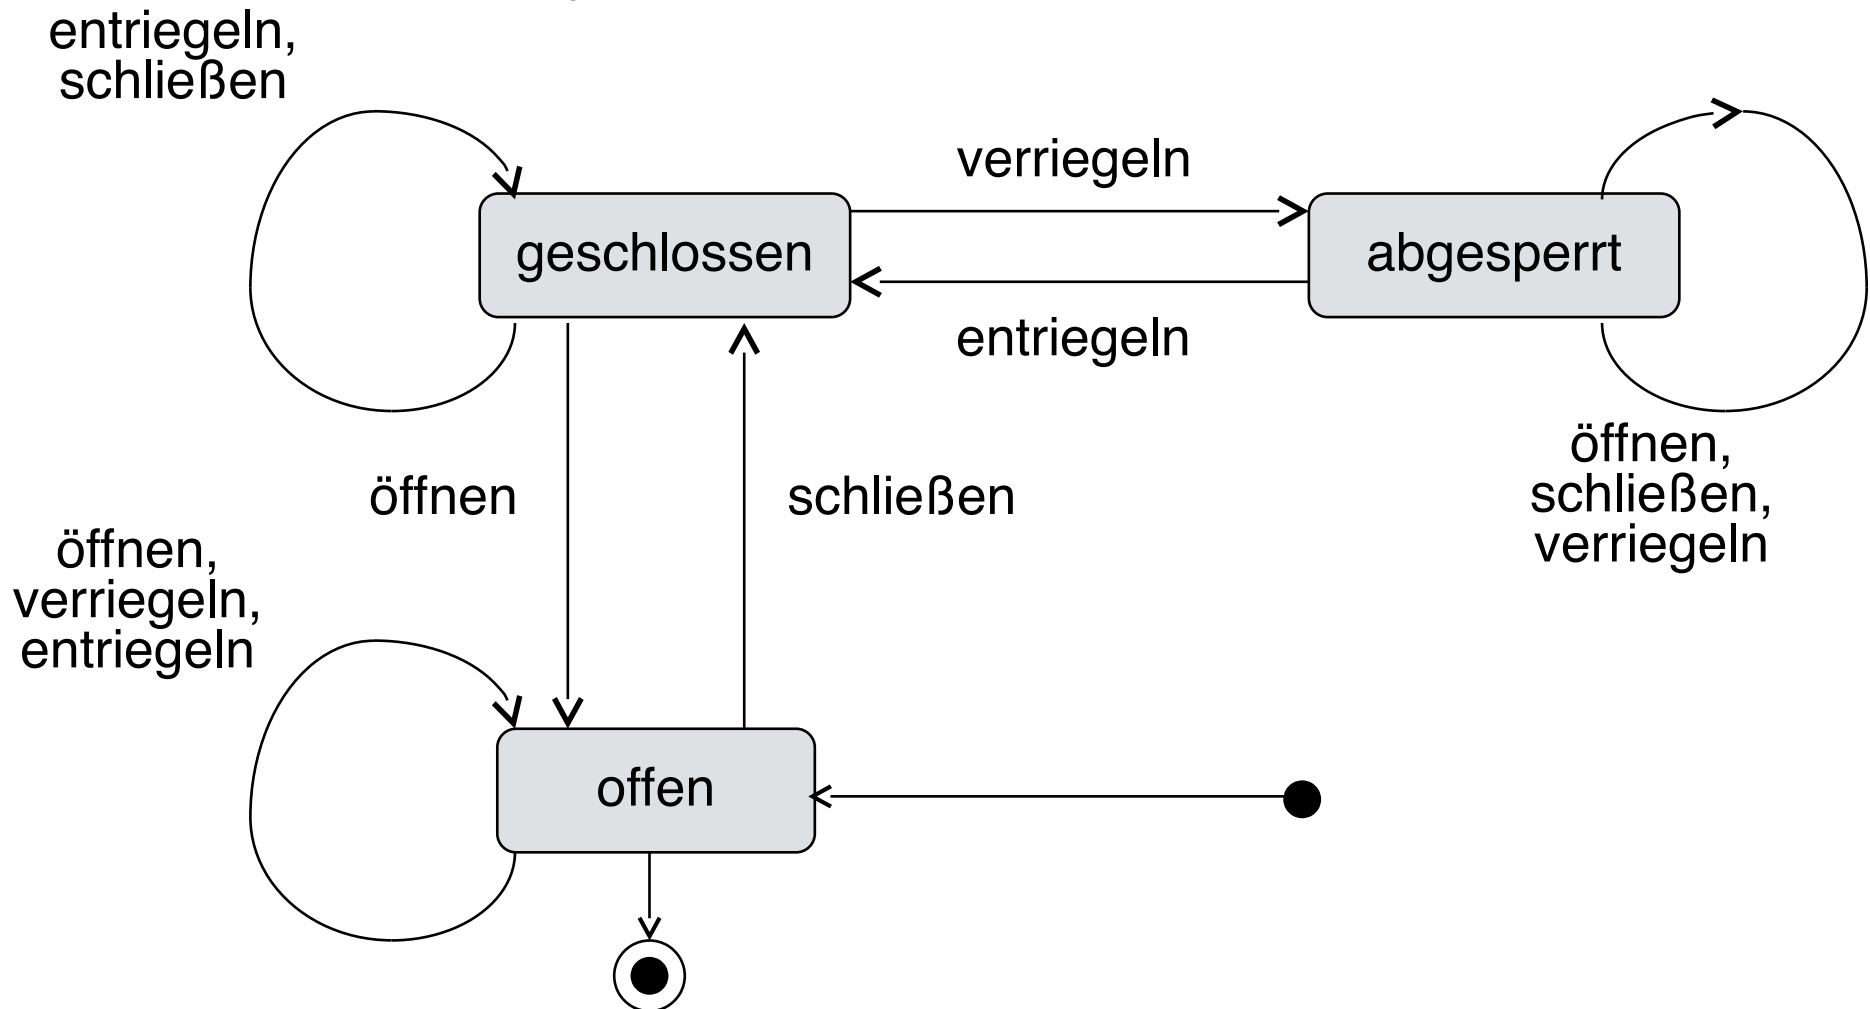 entriegeln,
schließen
verriegeln
geschlossen
abgesperrt
entriegeln
öffnen
schließen
öffnen,
schließen,
verriegeln
öffnen,
verriegeln,
entriegeln
offen